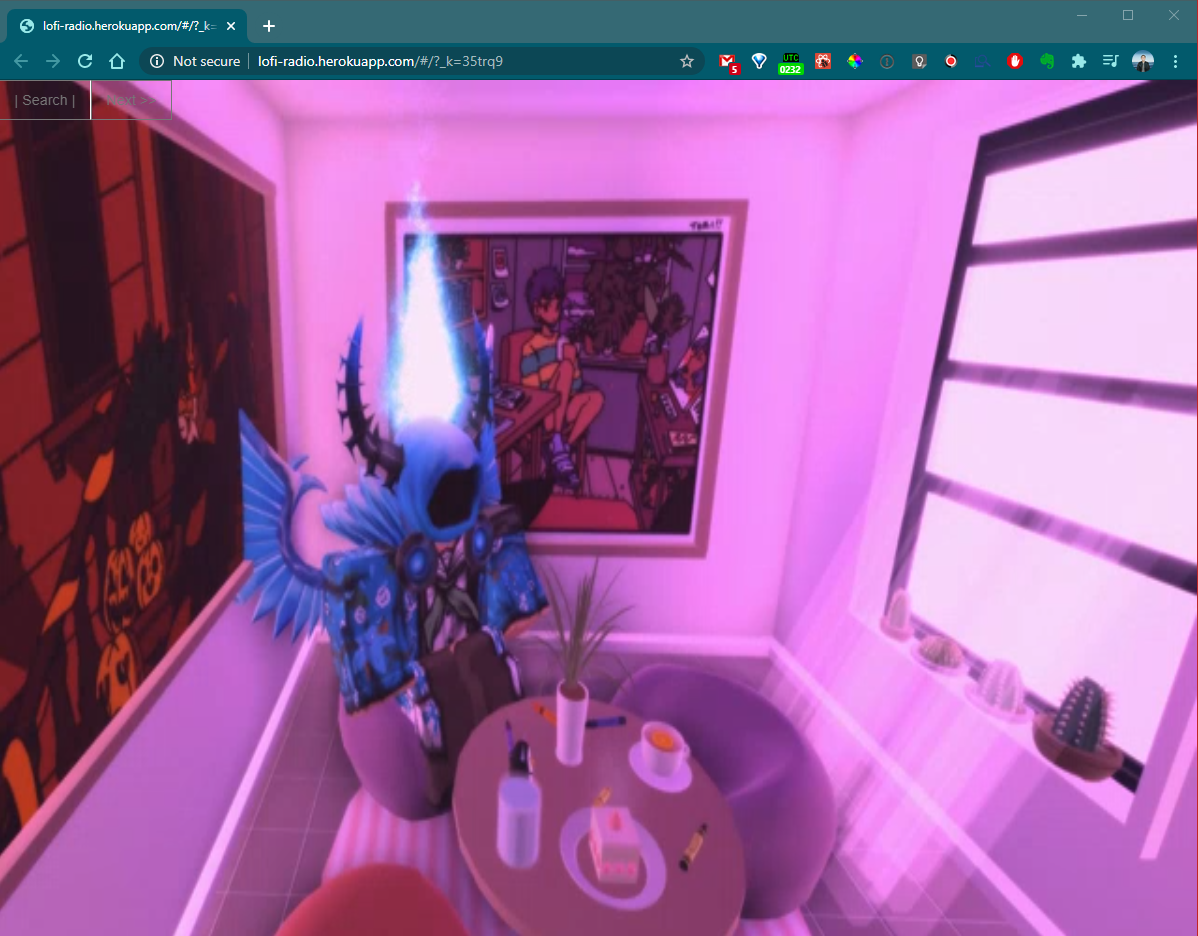 lofi-radio.herokuapp.com/#/?_k=
Not secure
lofi-radio.herokuapp.com/#/?_k=35trq9
5
UTC
0232
| Search |
Next >>